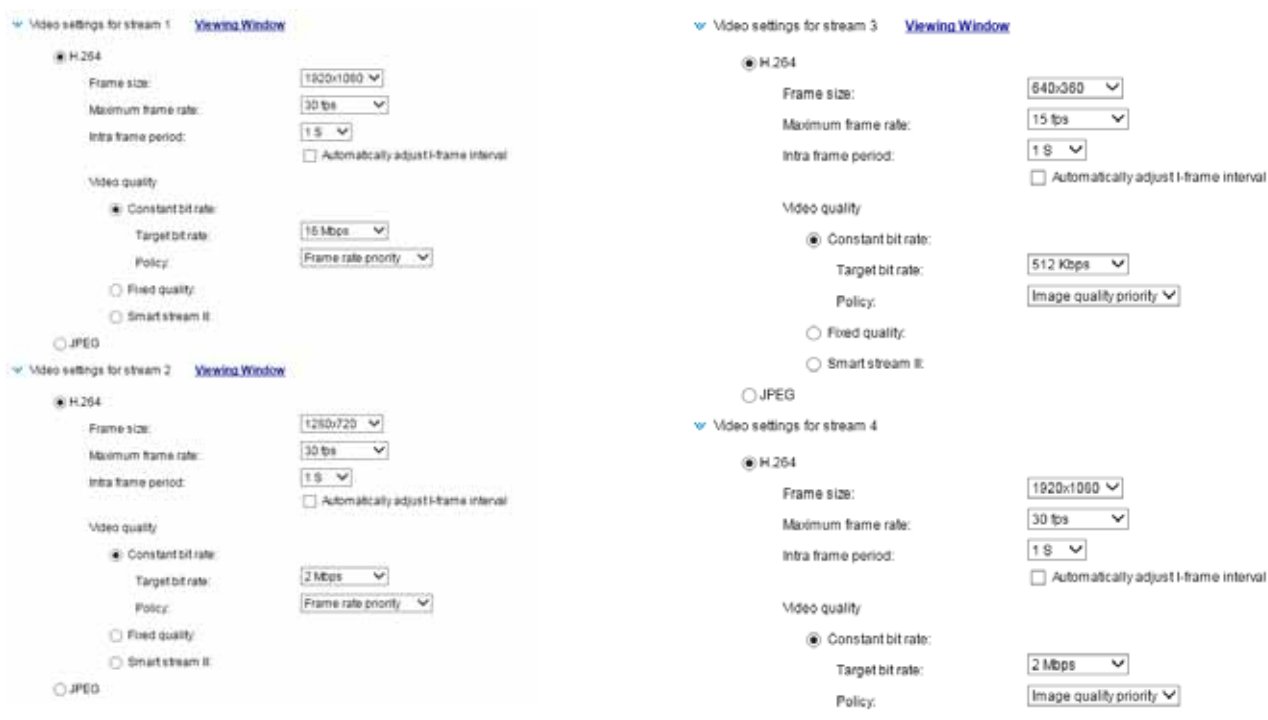 Video settings for stream 1 Viewing Window
H.264
Frame size: 1920x1080
Maximum frame rate: 30 fps
Intra frame period: 1 S
Automatically adjust I-frame interval
Video quality
Constant bit rate:
Target bit rate: 16 Mbps
Policy: Frame rate priority
Fixed quality:
Smart stream II:
JPEG
Video settings for stream 2 Viewing Window
H.264
Frame size: 1280x720
Maximum frame rate: 30 fps
Intra frame period: 1 S
Automatically adjust I-frame interval
Video quality
Constant bit rate:
Target bit rate: 2 Mbps
Policy: Frame rate priority
Fixed quality:
Smart stream II:
JPEG
Video settings for stream 3 Viewing Window
H.264
Frame size: 640x360
Maximum frame rate: 15 fps
Intra frame period: 1 S
Automatically adjust I-frame interval
Video quality
Constant bit rate:
Target bit rate: 512 Kbps
Policy: Image quality priority
Fixed quality:
Smart stream II:
JPEG
Video settings for stream 4
H.264
Frame size: 1920x1080
Maximum frame rate: 30 fps
Intra frame period: 1 S
Automatically adjust I-frame interval
Video quality
Constant bit rate:
Target bit rate: 2 Mbps
Policy: Image quality priority